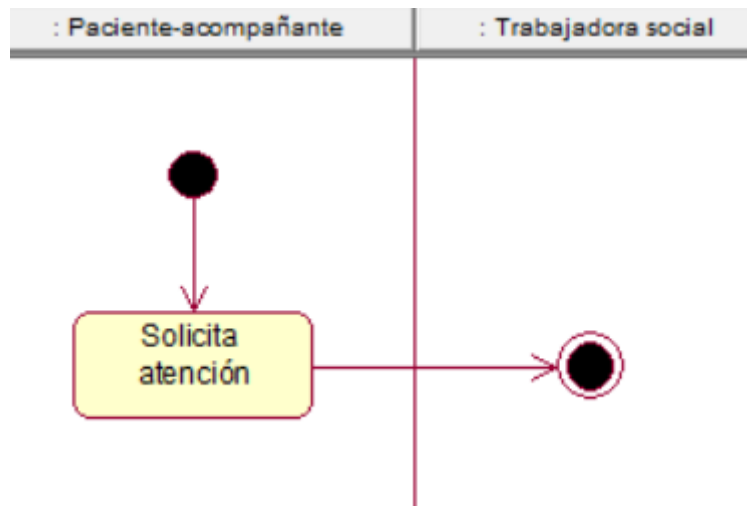 : Paciente-acompañante
: Trabajadora social
Solicita
atención